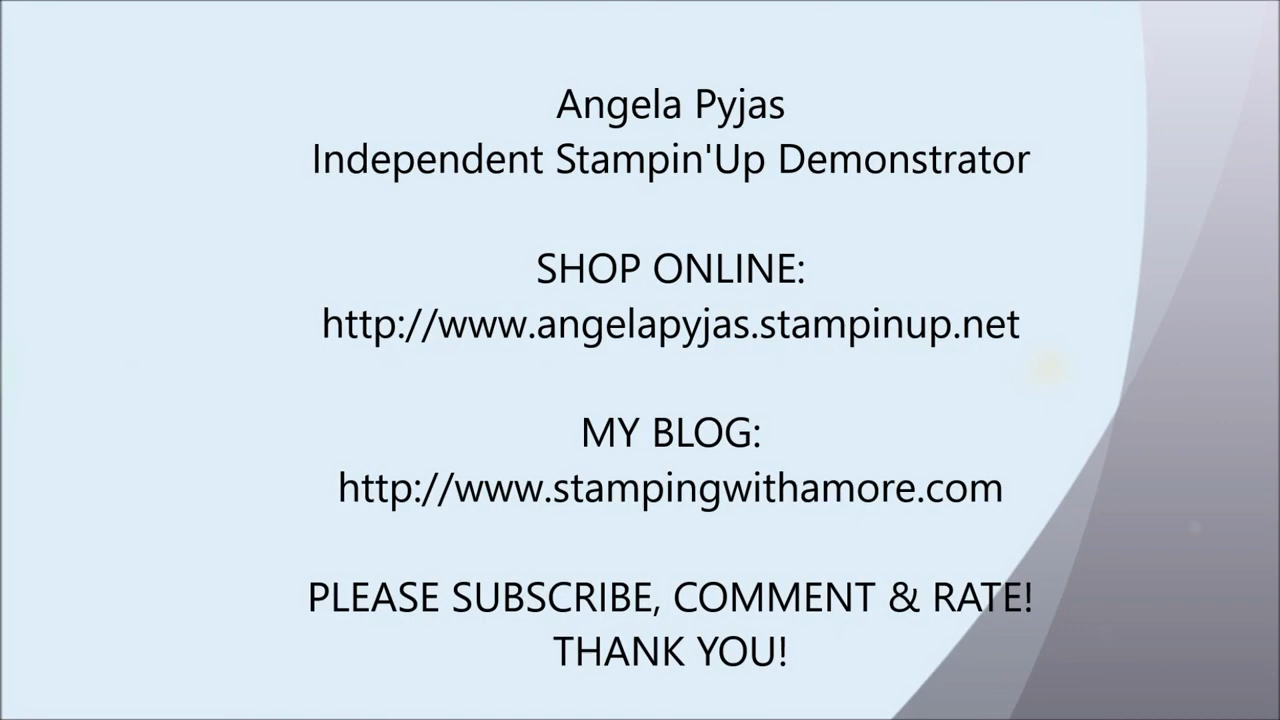 Angela Pyjas
Independent Stampin'Up Demonstrator
SHOP ONLINE:
http://www.angelapyjas.stampinup.net
MY BLOG:
http://www.stampingwithamore.com
PLEASE SUBSCRIBE, COMMENT & RATE!
THANK YOU!